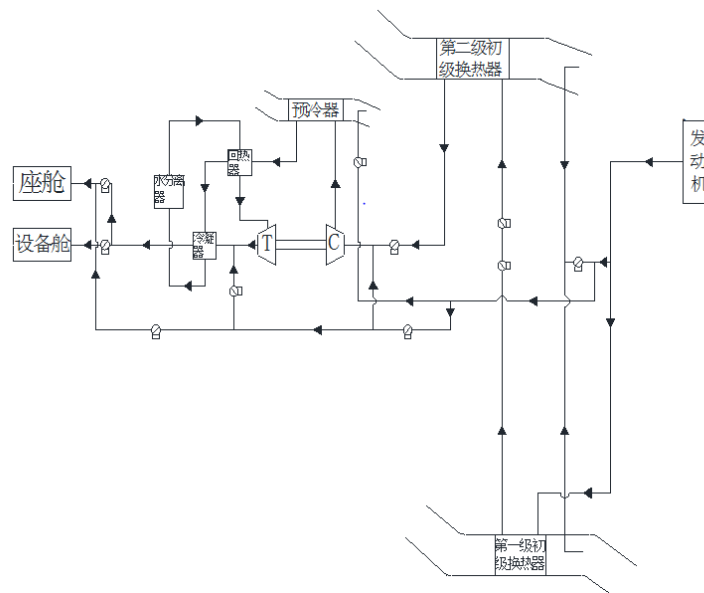 第二级初
级换热器
预冷器
发
动
机
回热
器
水分离
器
座舱
设备舱
冷凝
器
T
C
第一级初
级换热器